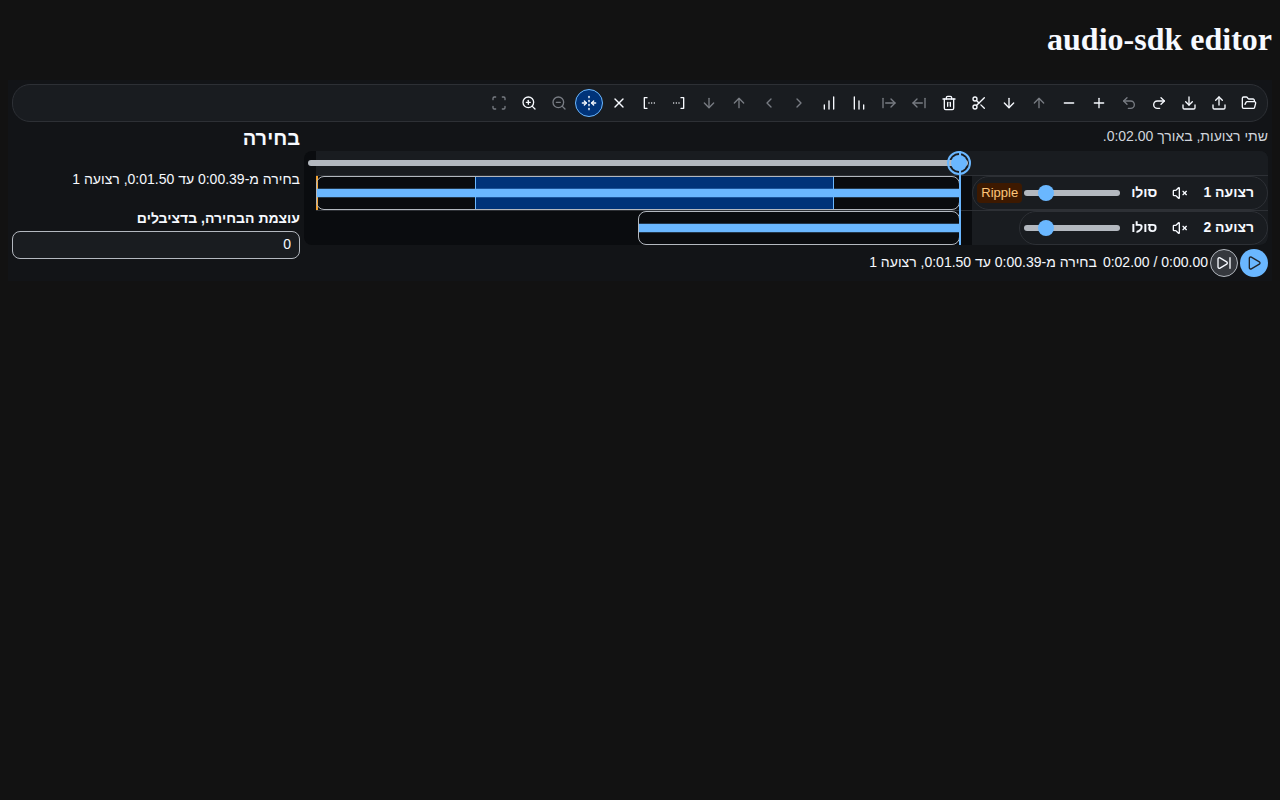 audio-sdk editor
שתי רצועות, באורך 0:02.00.
רצועה 1 סולו Ripple
רצועה 2 סולו
0:00.00 / 0:02.00 בחירה מ-0:00.39 עד 0:01.50, רצועה 1
בחירה
בחירה מ-0:00.39 עד 0:01.50, רצועה 1
עוצמת הבחירה, בדציבלים
0